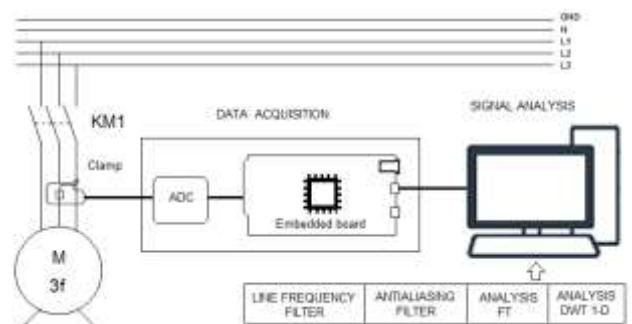 GND
N
L1
L2
L3
KM1
DATA ACQUISITION
SIGNAL ANALYSIS
Clamp
ADC
Embedded board
M
3f
LINE FREQUENCY
FILTER
ANTIALIASING
FILTER
ANALYSIS
FT
ANALYSIS
DWT 1-D